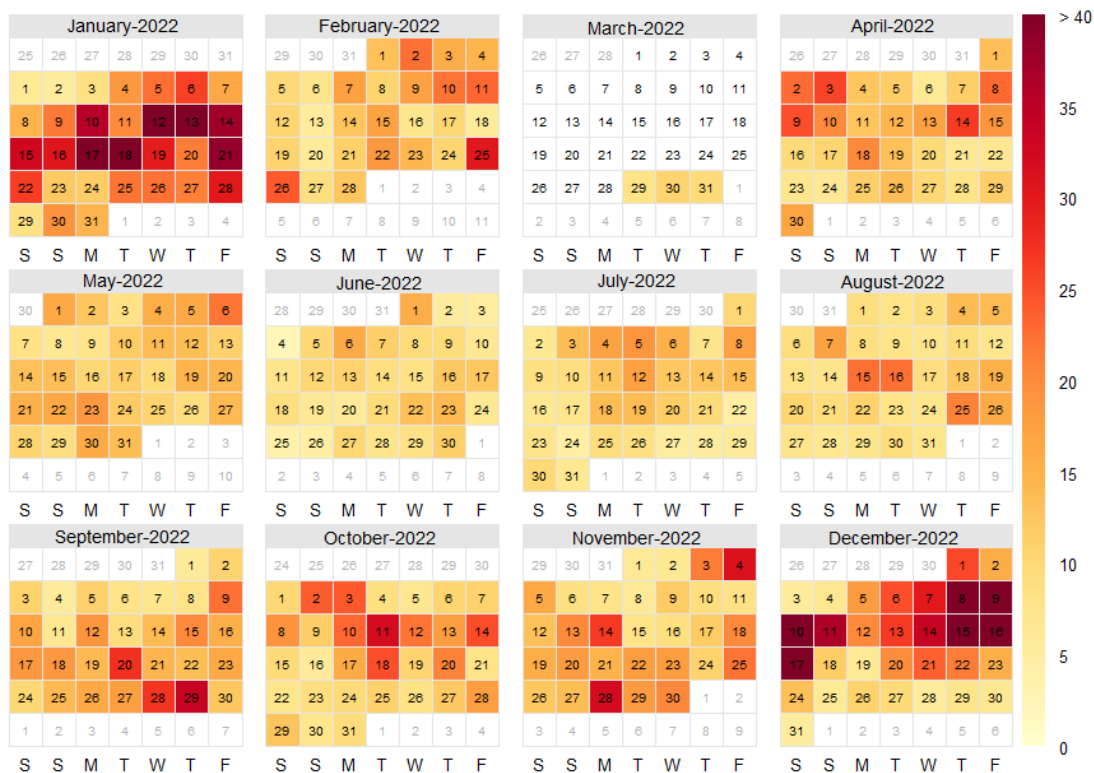 January-2022
25 26 27 28 29 30 31
1 2 3 4 5 6 7
8 9 10 11 12 13 14
15 16 17 18 19 20 21
22 23 24 25 26 27 28
29 30 31 1 2 3 4
S S M T W T F
February-2022
29 30 31 1 2 3 4
5 6 7 8 9 10 11
12 13 14 15 16 17 18
19 20 21 22 23 24 25
26 27 28 1 2 3 4
5 6 7 8 9 10 11
S S M T W T F
March-2022
26 27 28 1 2 3 4
5 6 7 8 9 10 11
12 13 14 15 16 17 18
19 20 21 22 23 24 25
26 27 28 29 30 31 1
2 3 4 5 6 7 8
S S M T W T F
April-2022
26 27 28 29 30 31 1
2 3 4 5 6 7 8
9 10 11 12 13 14 15
16 17 18 19 20 21 22
23 24 25 26 27 28 29
30 1 2 3 4 5 6
S S M T W T F
May-2022
30 1 2 3 4 5 6
7 8 9 10 11 12 13
14 15 16 17 18 19 20
21 22 23 24 25 26 27
28 29 30 31 1 2 3
4 5 6 7 8 9 10
S S M T W T F
June-2022
28 29 30 31 1 2 3
4 5 6 7 8 9 10
11 12 13 14 15 16 17
18 19 20 21 22 23 24
25 26 27 28 29 30 1
2 3 4 5 6 7 8
S S M T W T F
July-2022
25 26 27 28 29 30 1
2 3 4 5 6 7 8
9 10 11 12 13 14 15
16 17 18 19 20 21 22
23 24 25 26 27 28 29
30 31 1 2 3 4 5
S S M T W T F
August-2022
30 31 1 2 3 4 5
6 7 8 9 10 11 12
13 14 15 16 17 18 19
20 21 22 23 24 25 26
27 28 29 30 31 1 2
3 4 5 6 7 8 9
S S M T W T F
September-2022
27 28 29 30 31 1 2
3 4 5 6 7 8 9
10 11 12 13 14 15 16
17 18 19 20 21 22 23
24 25 26 27 28 29 30
1 2 3 4 5 6 7
S S M T W T F
October-2022
24 25 26 27 28 29 30
1 2 3 4 5 6 7
8 9 10 11 12 13 14
15 16 17 18 19 20 21
22 23 24 25 26 27 28
29 30 31 1 2 3 4
S S M T W T F
November-2022
29 30 31 1 2 3 4
5 6 7 8 9 10 11
12 13 14 15 16 17 18
19 20 21 22 23 24 25
26 27 28 29 30 1 2
3 4 5 6 7 8 9
S S M T W T F
December-2022
26 27 28 29 30 1 2
3 4 5 6 7 8 9
10 11 12 13 14 15 16
17 18 19 20 21 22 23
24 25 26 27 28 29 30
31 1 2 3 4 5 6
S S M T W T F
> 40
35
30
25
20
15
10
5
0